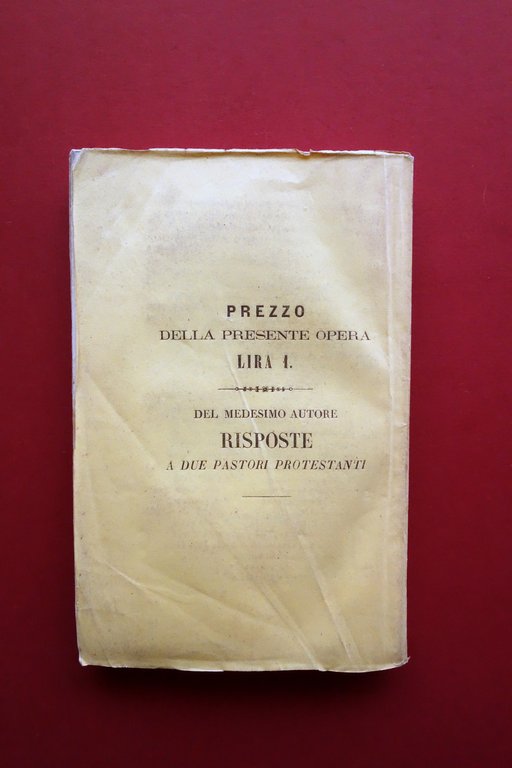 PREZZO
DELLA PRESENTE OPERA
LIRA 1.
DEL MEDESIMO AUTORE
RISPOSTE
A DUE PASTORI PROTESTANTI